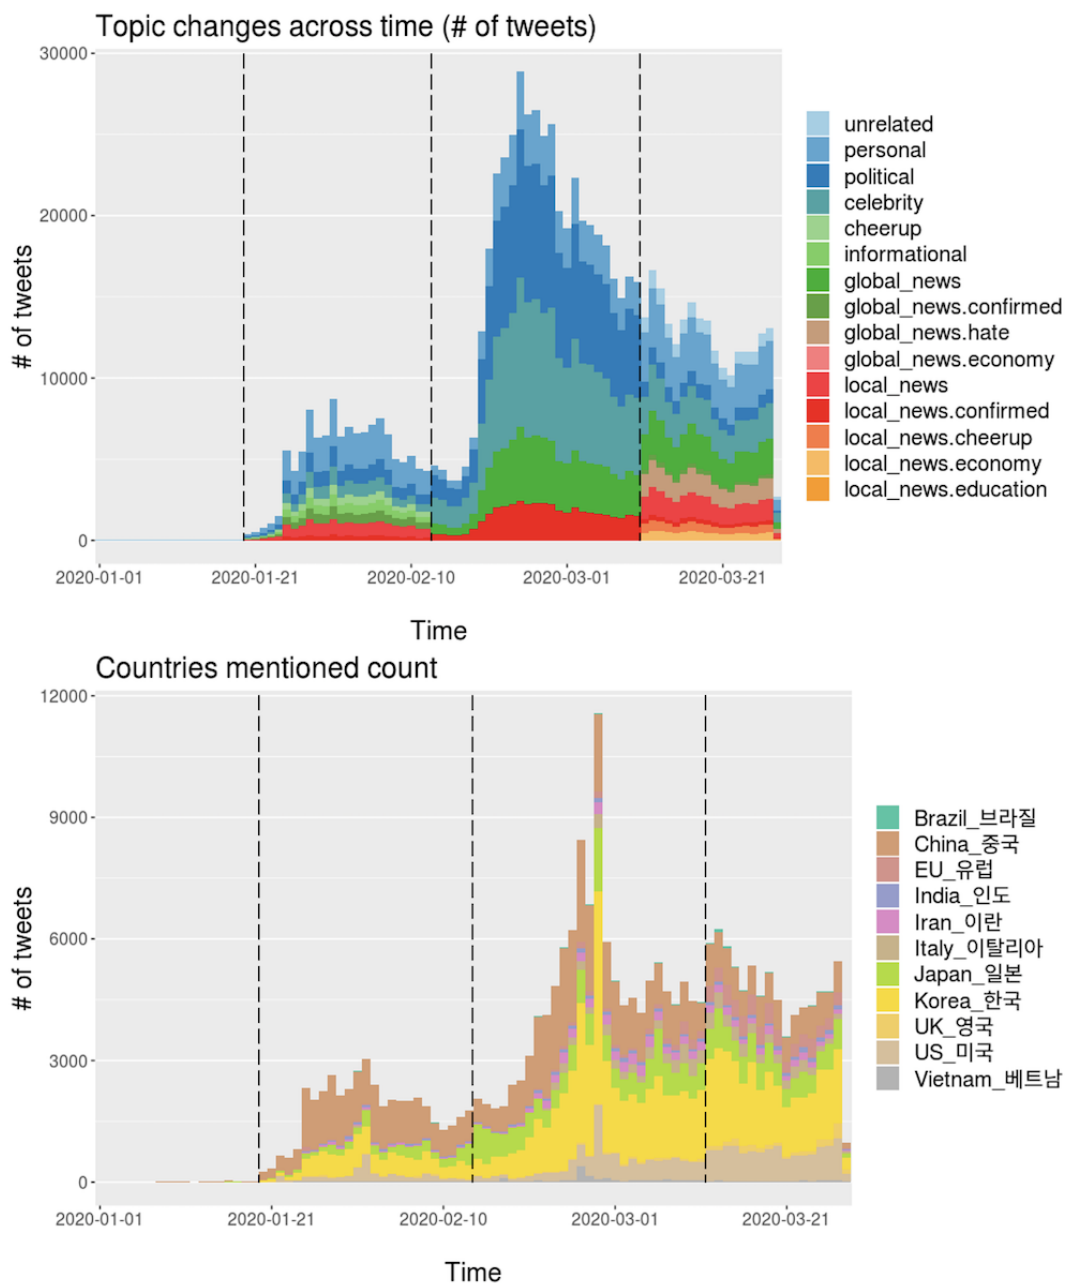 Topic changes across time (# of tweets)
30000
20000
10000
0
# of tweets
2020-01-01 2020-01-21 2020-02-10 2020-03-01 2020-03-21
Time
unrelated
personal
political
celebrity
cheerup
informational
global_news
global_news.confirmed
global_news.hate
global_news.economy
local_news
local_news.confirmed
local_news.cheerup
local_news.economy
local_news.education
Countries mentioned count
12000
9000
6000
3000
0
# of tweets
2020-01-01 2020-01-21 2020-02-10 2020-03-01 2020-03-21
Time
Brazil_브라질
China_중국
EU_유럽
India_인도
Iran_이란
Italy_이탈리아
Japan_일본
Korea_한국
UK_영국
US_미국
Vietnam_베트남